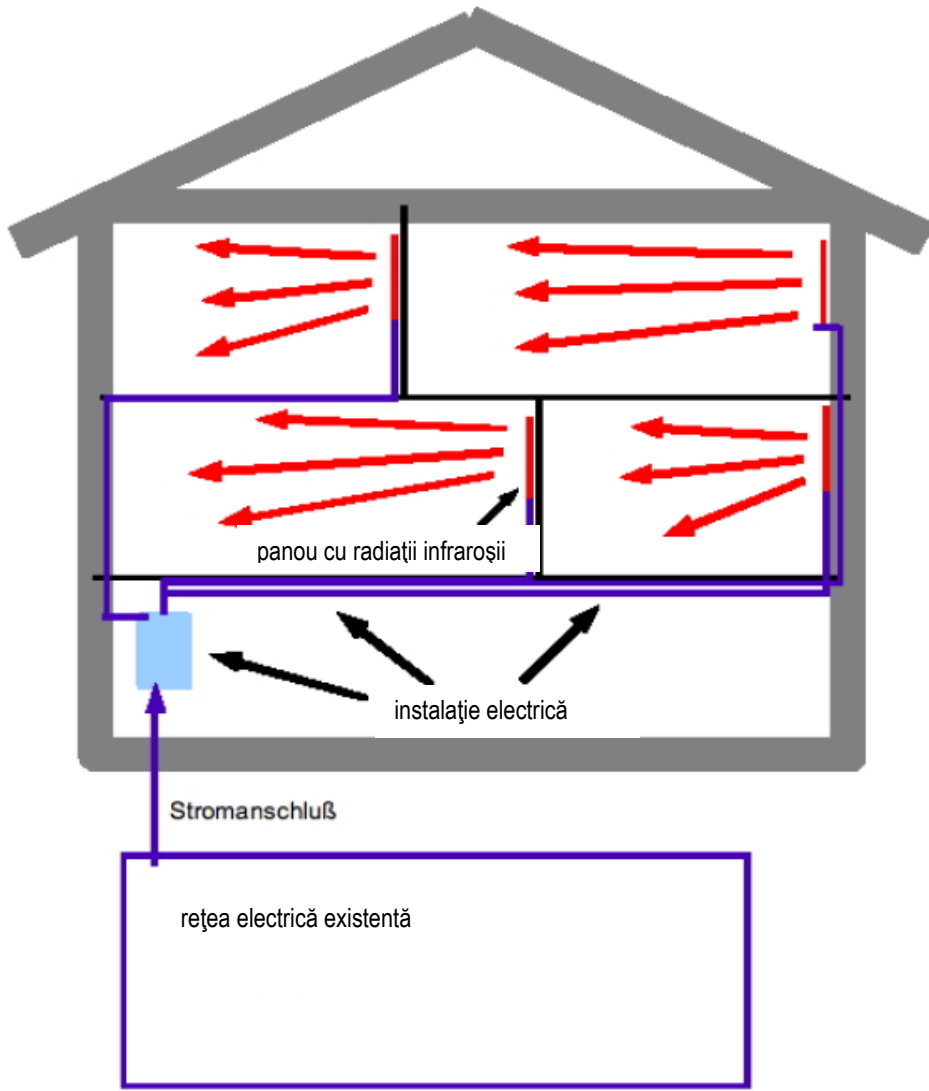 panou cu radiaţii infraroşii
instalaţie electrică
Stromanschluß
reţea electrică existentă